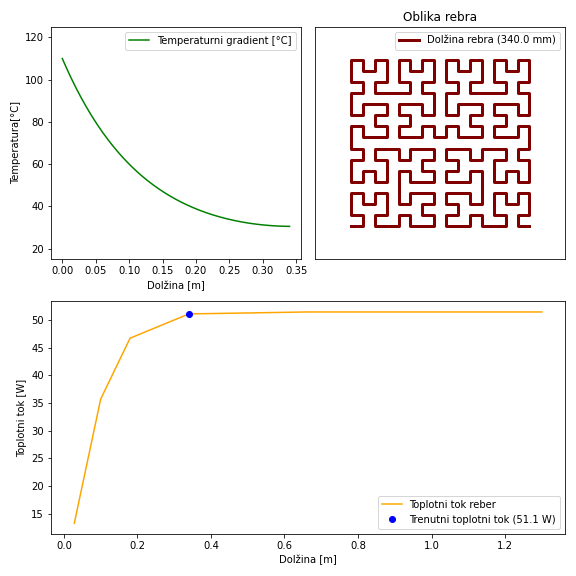 Temperaturni gradient [°C]
Temperatura[°C]
120
100
80
60
40
20
0.00 0.05 0.10 0.15 0.20 0.25 0.30 0.35
Dolžina [m]
Oblika rebra
Dolžina rebra (340.0 mm)
Toplotni tok [W]
50
45
40
35
30
25
20
15
Toplotni tok reber
Trenutni toplotni tok (51.1 W)
0.0 0.2 0.4 0.6 0.8 1.0 1.2
Dolžina [m]